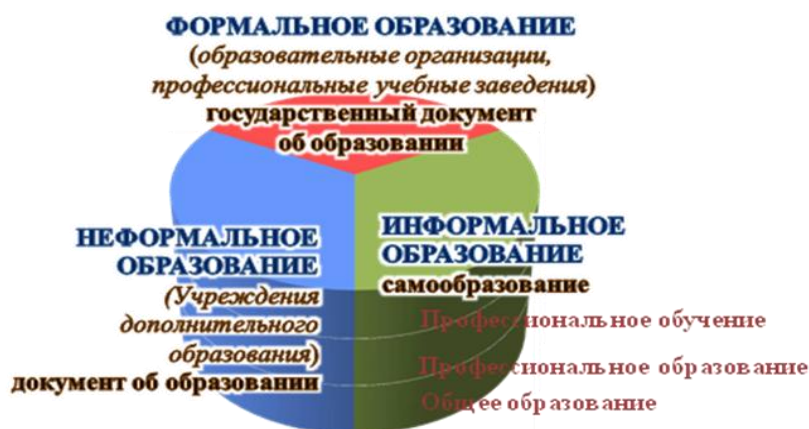 ФОРМАЛЬНОЕ ОБРАЗОВАНИЕ
(образовательные организации,
профессиональные учебные заведения)
государственный документ
об образовании
НЕФОРМАЛЬНОЕ
ОБРАЗОВАНИЕ
(Учреждения
дополнительного
образования)
документ об образовании
ИНФОРМАЛЬНОЕ
ОБРАЗОВАНИЕ
самообразование
Профессиональное обучение
Профессиональное образование
Общее образование